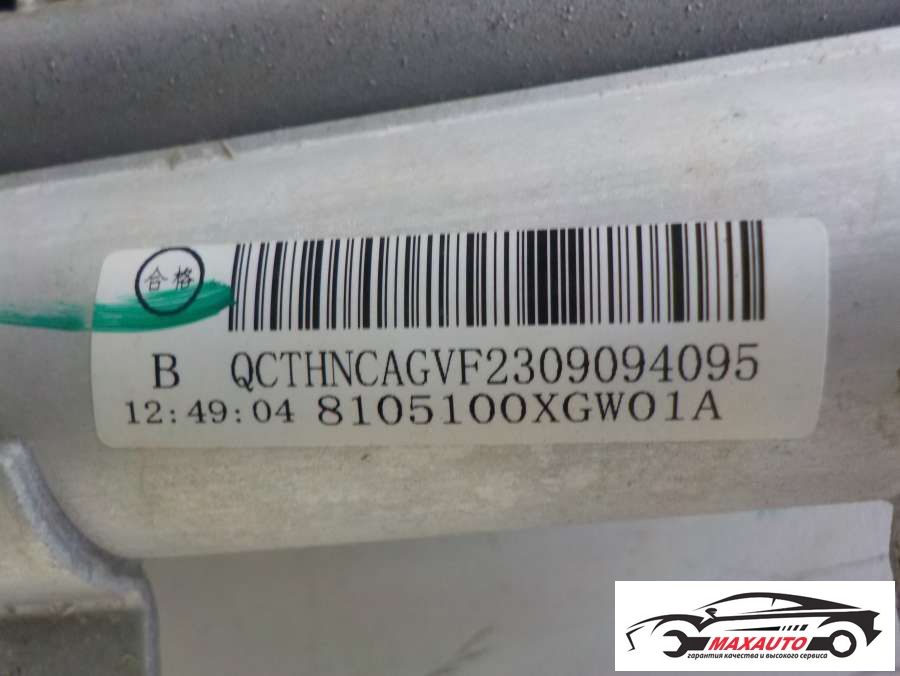 合格
B QCTHNCAGVF2309094095
12:49:04 8105100XGW01A
MAXAUTO
гарантия качества и высокого сервиса